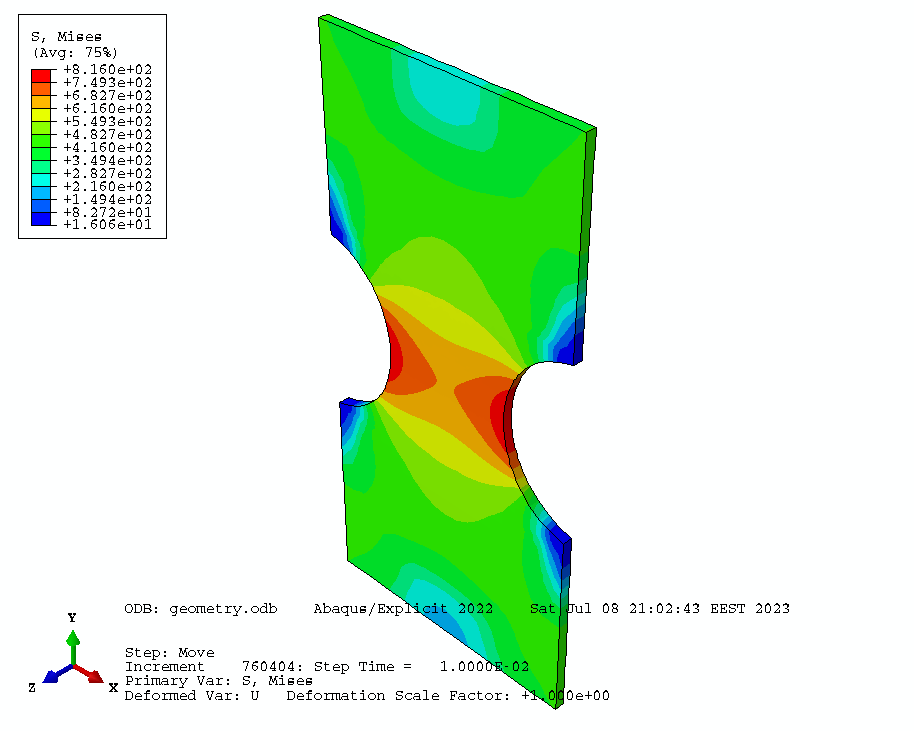 S, Mises
(Avg: 75%)
+8.160e+02
+7.493e+02
+6.827e+02
+6.160e+02
+5.493e+02
+4.827e+02
+4.160e+02
+3.494e+02
+2.827e+02
+2.160e+02
+1.494e+02
+8.272e+01
+1.606e+01
ODB: geometry.odb Abaqus/Explicit 2022 Sat Jul 08 21:02:43 EEST 2023
Y
Z
X
Step: Move
Increment 760404: Step Time = 1.0000E-02
Primary Var: S, Mises
Deformed Var: U Deformation Scale Factor: +1.000e+00